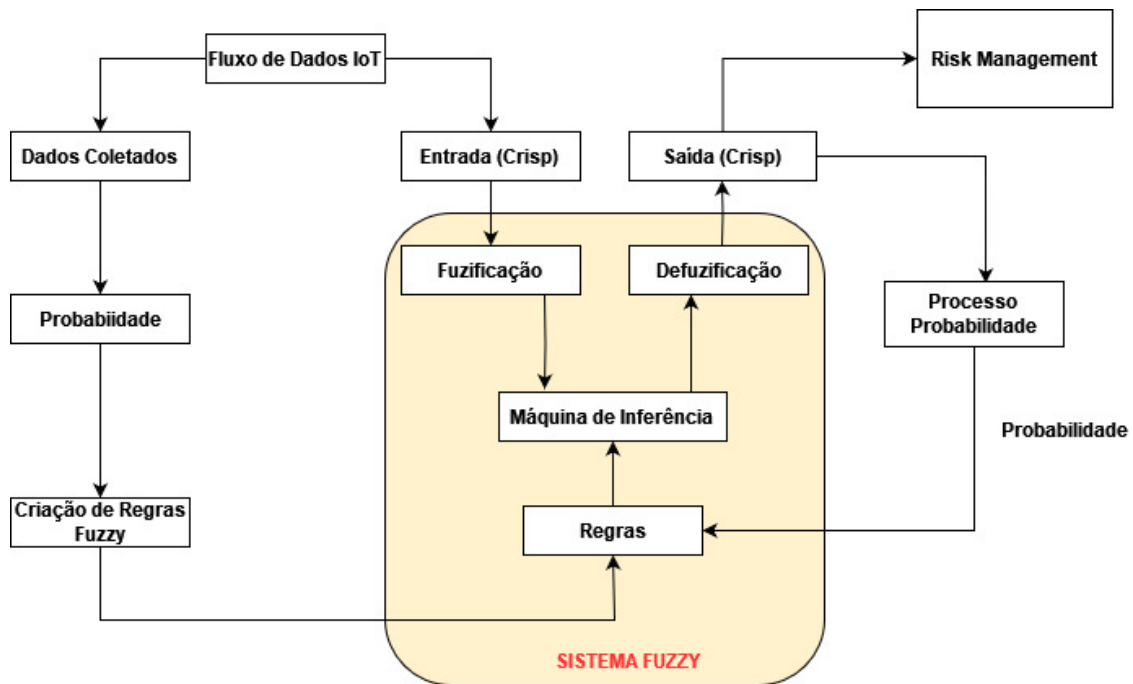 Fluxo de Dados IoT
Risk Management
Dados Coletados
Entrada (Crisp)
Saída (Crisp)
Fuzificação
Defuzificação
Probabiidade
Processo
Probabilidade
Máquina de Inferência
Probabilidade
Criação de Regras
Fuzzy
Regras
SISTEMA FUZZY